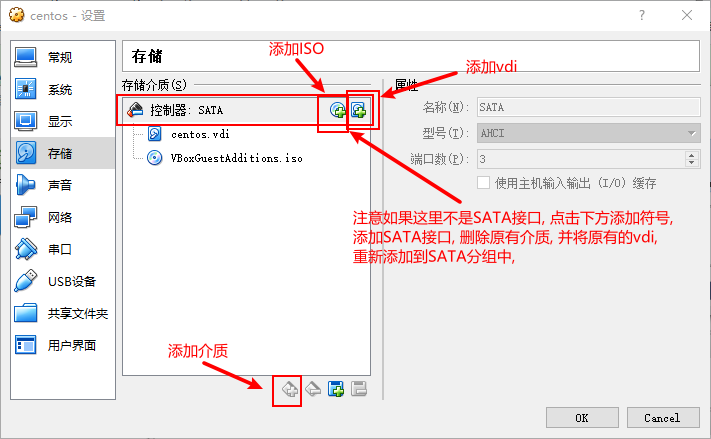 centos - 设置
添加ISO
添加vdi
常规
系统
显示
存储
声音
网络
串口
USB设备
共享文件夹
用户界面
存储
存储介质(S)
控制器: SATA
centos.vdi
VBoxGuestAdditions.iso
属性
名称(N):
SATA
型号(T):
AHCI
端口数(P):
3
使用主机输入输出 (I/O) 缓存
注意如果这里不是SATA接口, 点击下方添加符号,
添加SATA接口, 删除原有介质, 并将原有的vdi,
重新添加到SATA分组中,
添加介质
OK
Cancel